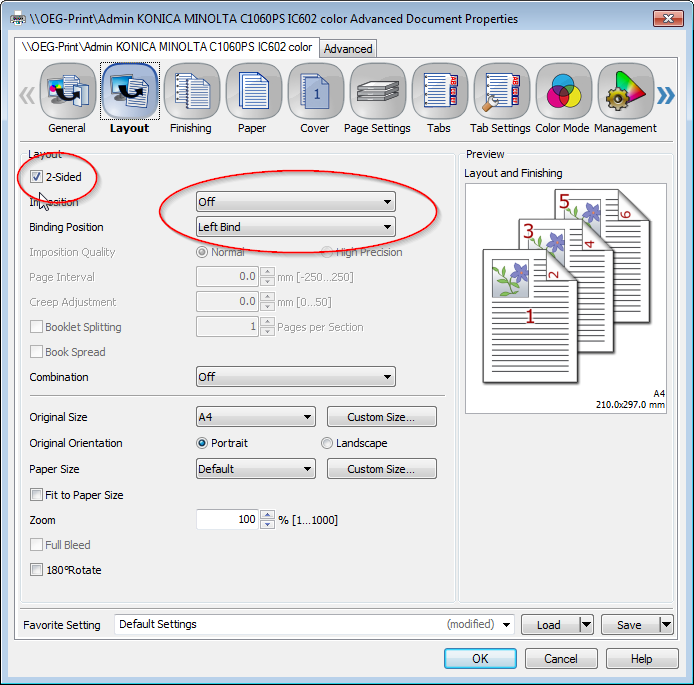 \\OEG-Print\Admin KONICA MINOLTA C1060PS IC602 color Advanced Document Properties
\\OEG-Print\Admin KONICA MINOLTA C1060PS IC602 color Advanced
General Layout Finishing Paper Cover Page Settings Tabs Tab Settings Color Mode Management
1
Layout
2-Sided
Imposition Off
Binding Position Left Bind
Imposition Quality Normal High Precision
Page Interval 0.0 mm [-250...250]
Creep Adjustment 0.0 mm [0...50]
Booklet Splitting 1 Pages per Section
Book Spread
Combination Off
Original Size A4 Custom Size...
Original Orientation Portrait Landscape
Paper Size Default Custom Size...
Fit to Paper Size
Zoom 100 % [1...1000]
Full Bleed
180°Rotate
Preview
Layout and Finishing
5 6
3 4
2
1
A4
210.0x297.0 mm
Favorite Setting Default Settings (modified) Load Save
OK Cancel Help